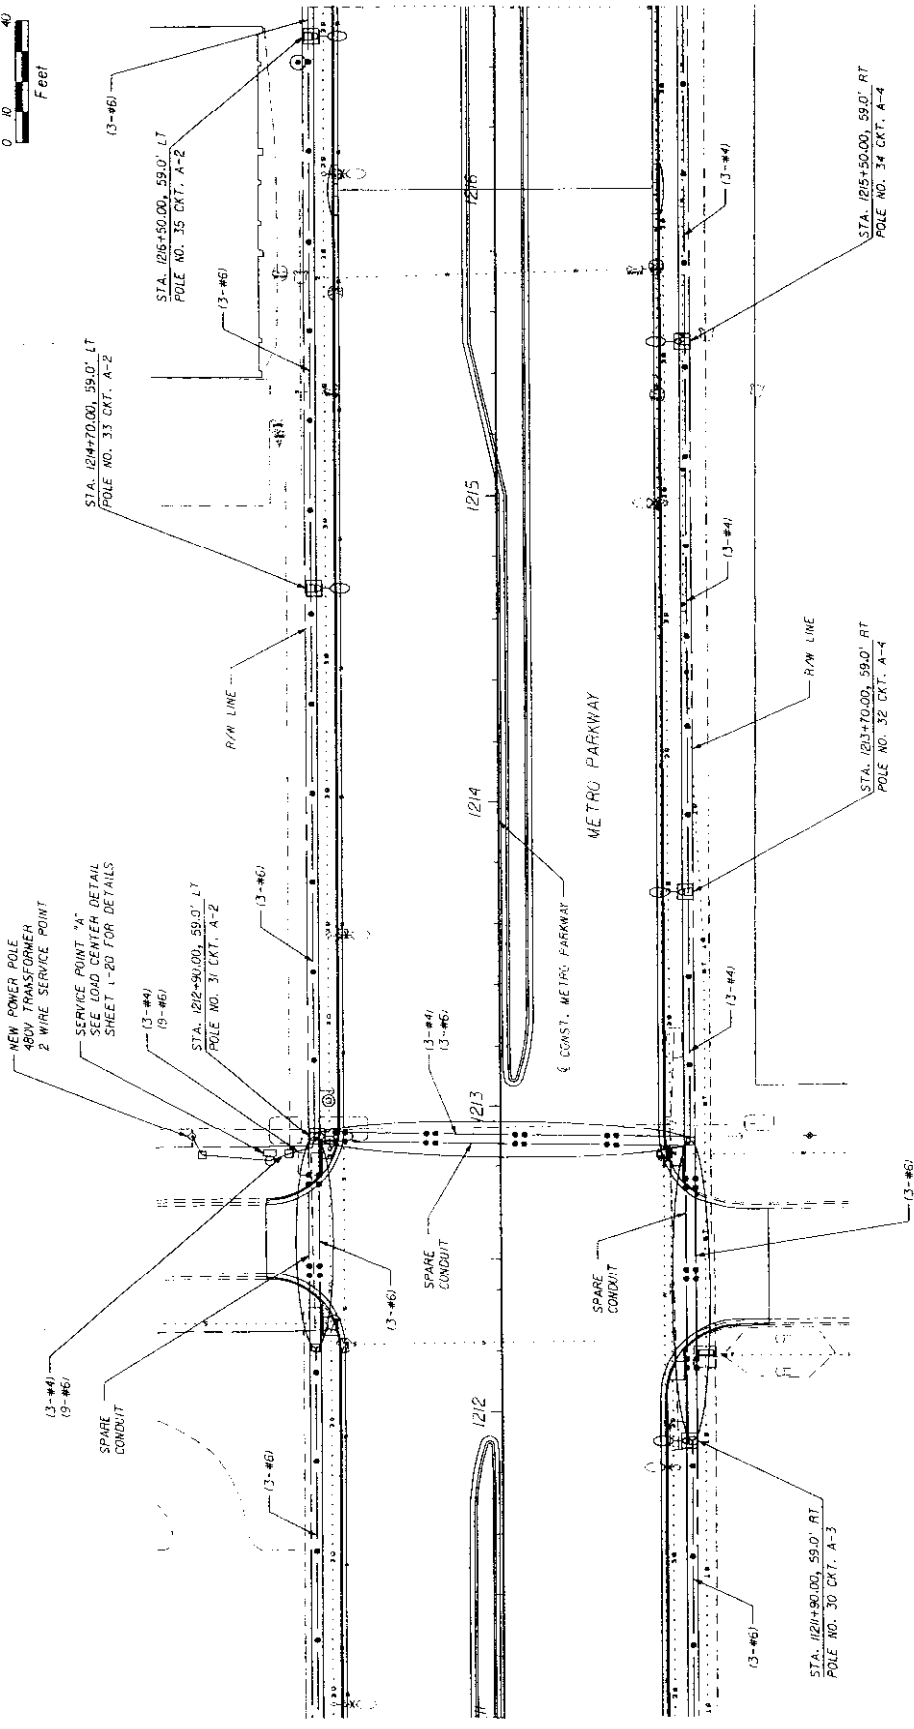 0 10 40
Feet
(3-#6)
STA. 1216+50.00, 59.0' LT
POLE NO. 35 CKT. A-2
(3-#6)
STA. 1214+70.00, 59.0' LT
POLE NO. 33 CKT. A-2
R/W LINE
NEW POWER POLE
480V TRANSFORMER
2 WIRE SERVICE POINT
SERVICE POINT "A"
SEE LOAD CENTER DETAIL
SHEET L-20 FOR DETAILS
(3-#4)
(9-#6)
STA. 1212+90.00, 59.0' LT
POLE NO. 31 CKT. A-2
(3-#6)
(3-#4)
(9-#6)
SPARE
CONDUIT
(3-#6)
(3-#6)
SPARE
CONDUIT
(3-#4)
(3-#6)
℄ CONST. METRO PARKWAY
METRO PARKWAY
1212
1213
1214
1215
1216
SPARE
CONDUIT
(3-#6)
(3-#6)
STA. 11211+90.00, 59.0' RT
POLE NO. 30 CKT. A-3
(3-#4)
STA. 1213+70.00, 59.0' RT
POLE NO. 32 CKT. A-4
R/W LINE
(3-#4)
(3-#4)
STA. 1215+50.00, 59.0' RT
POLE NO. 34 CKT. A-4